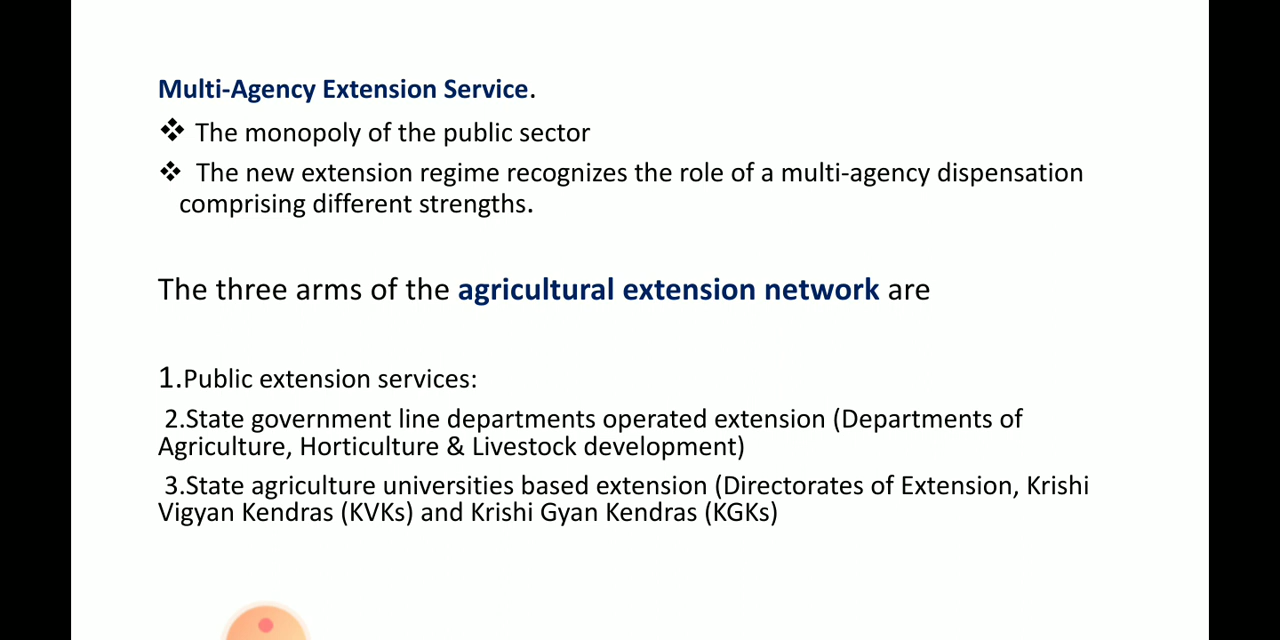 Multi-Agency Extension Service.
❖ The monopoly of the public sector
❖ The new extension regime recognizes the role of a multi-agency dispensation
comprising different strengths.
The three arms of the agricultural extension network are
1.Public extension services:
2.State government line departments operated extension (Departments of
Agriculture, Horticulture & Livestock development)
3.State agriculture universities based extension (Directorates of Extension, Krishi
Vigyan Kendras (KVKs) and Krishi Gyan Kendras (KGKs)